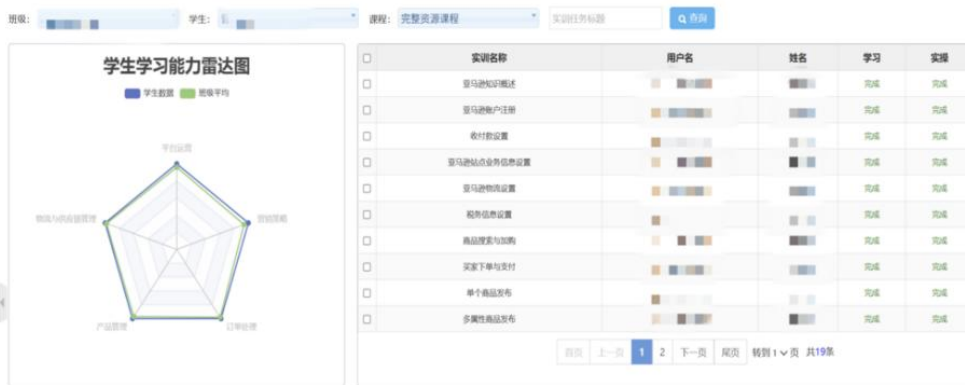 班级:
学生:
课程: 完整资源课程
实训任务标题
查询
学生学习能力雷达图
学生数据 班级平均
平台运营
营销策略
订单处理
产品管理
物流与供应链管理
实训名称 用户名 姓名 学习 实操
亚马逊知识概述 完成 完成
亚马逊账户注册 完成 完成
收付款设置 完成 完成
亚马逊站点业务信息设置 完成 完成
亚马逊物流设置 完成 完成
税务信息设置 完成 完成
商品搜索与加购 完成 完成
买家下单与支付 完成 完成
单个商品发布 完成 完成
多属性商品发布 完成 完成
首页 上一页 1 2 下一页 尾页 转到 1 页 共19条